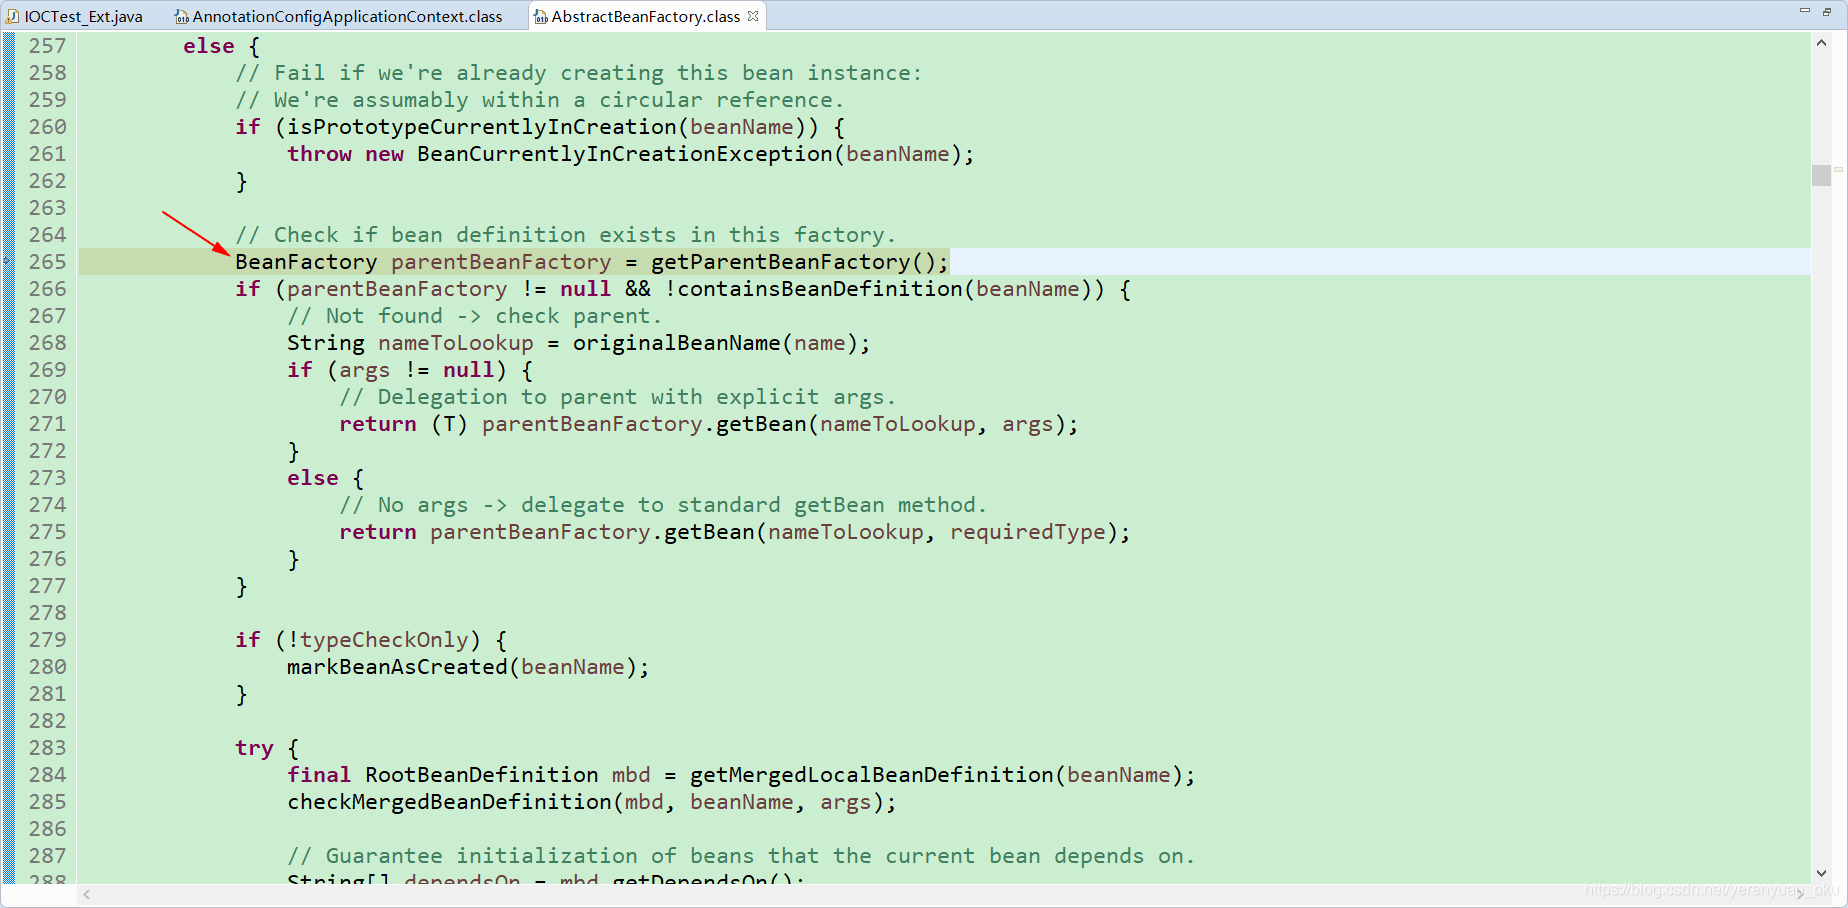 IOCTest_Ext.java AnnotationConfigApplicationContext.class AbstractBeanFactory.class
257 else {
258 // Fail if we're already creating this bean instance:
259 // We're assumably within a circular reference.
260 if (isPrototypeCurrentlyInCreation(beanName)) {
261 throw new BeanCurrentlyInCreationException(beanName);
262 }
263
264 // Check if bean definition exists in this factory.
265 BeanFactory parentBeanFactory = getParentBeanFactory();
266 if (parentBeanFactory != null && !containsBeanDefinition(beanName)) {
267 // Not found -> check parent.
268 String nameToLookup = originalBeanName(name);
269 if (args != null) {
270 // Delegation to parent with explicit args.
271 return (T) parentBeanFactory.getBean(nameToLookup, args);
272 }
273 else {
274 // No args -> delegate to standard getBean method.
275 return parentBeanFactory.getBean(nameToLookup, requiredType);
276 }
277 }
278
279 if (!typeCheckOnly) {
280 markBeanAsCreated(beanName);
281 }
282
283 try {
284 final RootBeanDefinition mbd = getMergedLocalBeanDefinition(beanName);
285 checkMergedBeanDefinition(mbd, beanName, args);
286
287 // Guarantee initialization of beans that the current bean depends on.
288 String[] dependsOn = mbd.getDependsOn();
https://blog.csdn.net/yerenyuan_pku